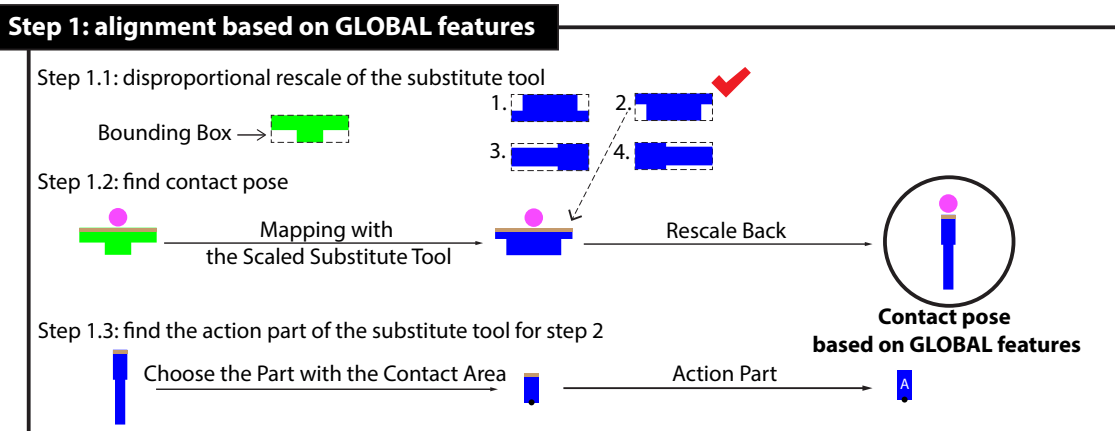 Step 1: alignment based on GLOBAL features
Step 1.1: disproportional rescale of the substitute tool
1.
2.
Bounding Box
3.
4.
Step 1.2: find contact pose
Mapping with
the Scaled Substitute Tool
Rescale Back
Contact pose
based on GLOBAL features
Step 1.3: find the action part of the substitute tool for step 2
Choose the Part with the Contact Area
Action Part
A